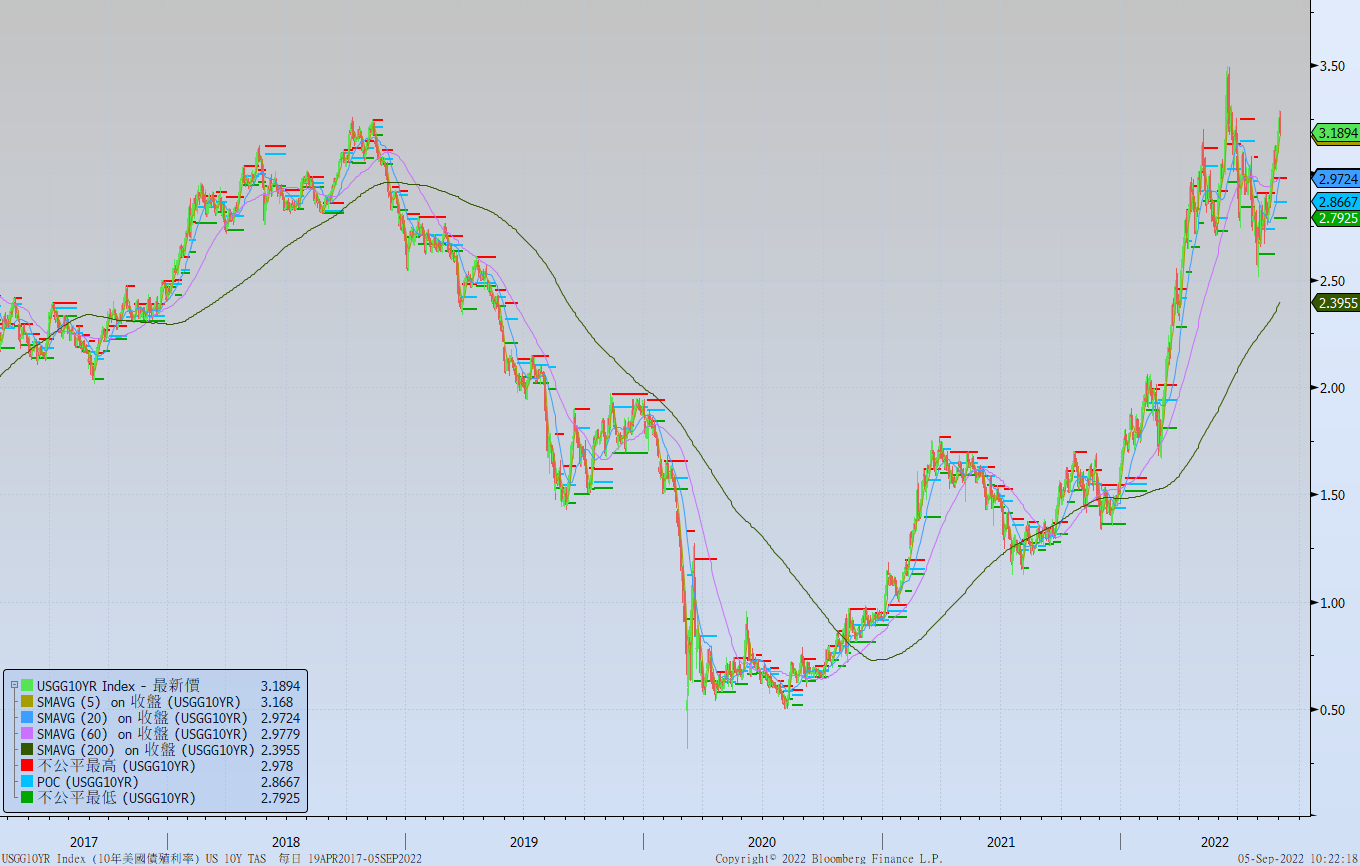 3.50
3.1894
2.9724
2.8667
2.7925
2.50
2.3955
2.00
1.50
1.00
0.50
USGG10YR Index - 最新價 3.1894
SMAVG (5) on 收盤 (USGG10YR) 3.168
SMAVG (20) on 收盤 (USGG10YR) 2.9724
SMAVG (60) on 收盤 (USGG10YR) 2.9779
SMAVG (200) on 收盤 (USGG10YR) 2.3955
不公平最高 (USGG10YR) 2.978
POC (USGG10YR) 2.8667
不公平最低 (USGG10YR) 2.7925
2017 2018 2019 2020 2021 2022
USGG10YR Index (10年美國債殖利率) US 10Y TAS 每日 19APR2017-05SEP2022 Copyright© 2022 Bloomberg Finance L.P. 05-Sep-2022 10:22:18